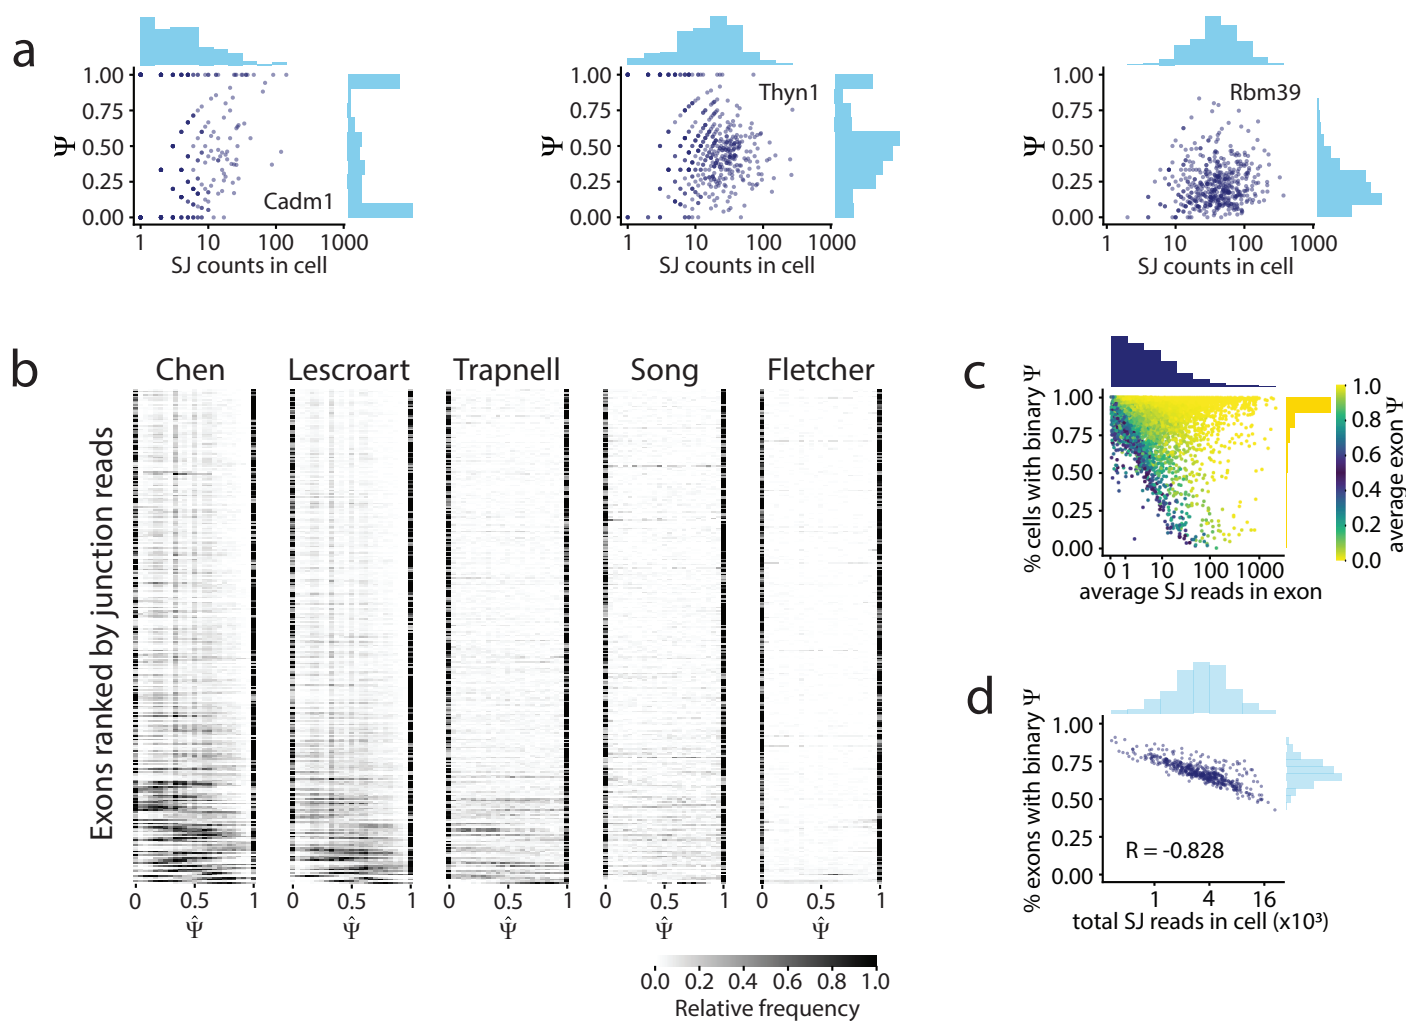 a
1.00
0.75
0.50
0.25
0.00
Ψ
Cadm1
1
10
100
1000
SJ counts in cell
1.00
0.75
0.50
0.25
0.00
Ψ
Thyn1
1
10
100
1000
SJ counts in cell
1.00
0.75
0.50
0.25
0.00
Ψ
Rbm39
1
10
100
1000
SJ counts in cell
b
Chen
Lescroart
Trapnell
Song
Fletcher
Exons ranked by junction reads
0 0.5 1
0 0.5 1
0 0.5 1
0 0.5 1
0 0.5 1
Ψ̂
Ψ̂
Ψ̂
Ψ̂
Ψ̂
0.0 0.2 0.4 0.6 0.8 1.0
Relative frequency
c
% cells with binary Ψ
1.00
0.75
0.50
0.25
0.00
0 1 10 100 1000
average SJ reads in exon
1.0
0.8
0.6
0.4
0.2
0.0
average exon Ψ
d
% exons with binary Ψ
1.00
0.75
0.50
0.25
0.00
R = -0.828
1 4 16
total SJ reads in cell (x10³)